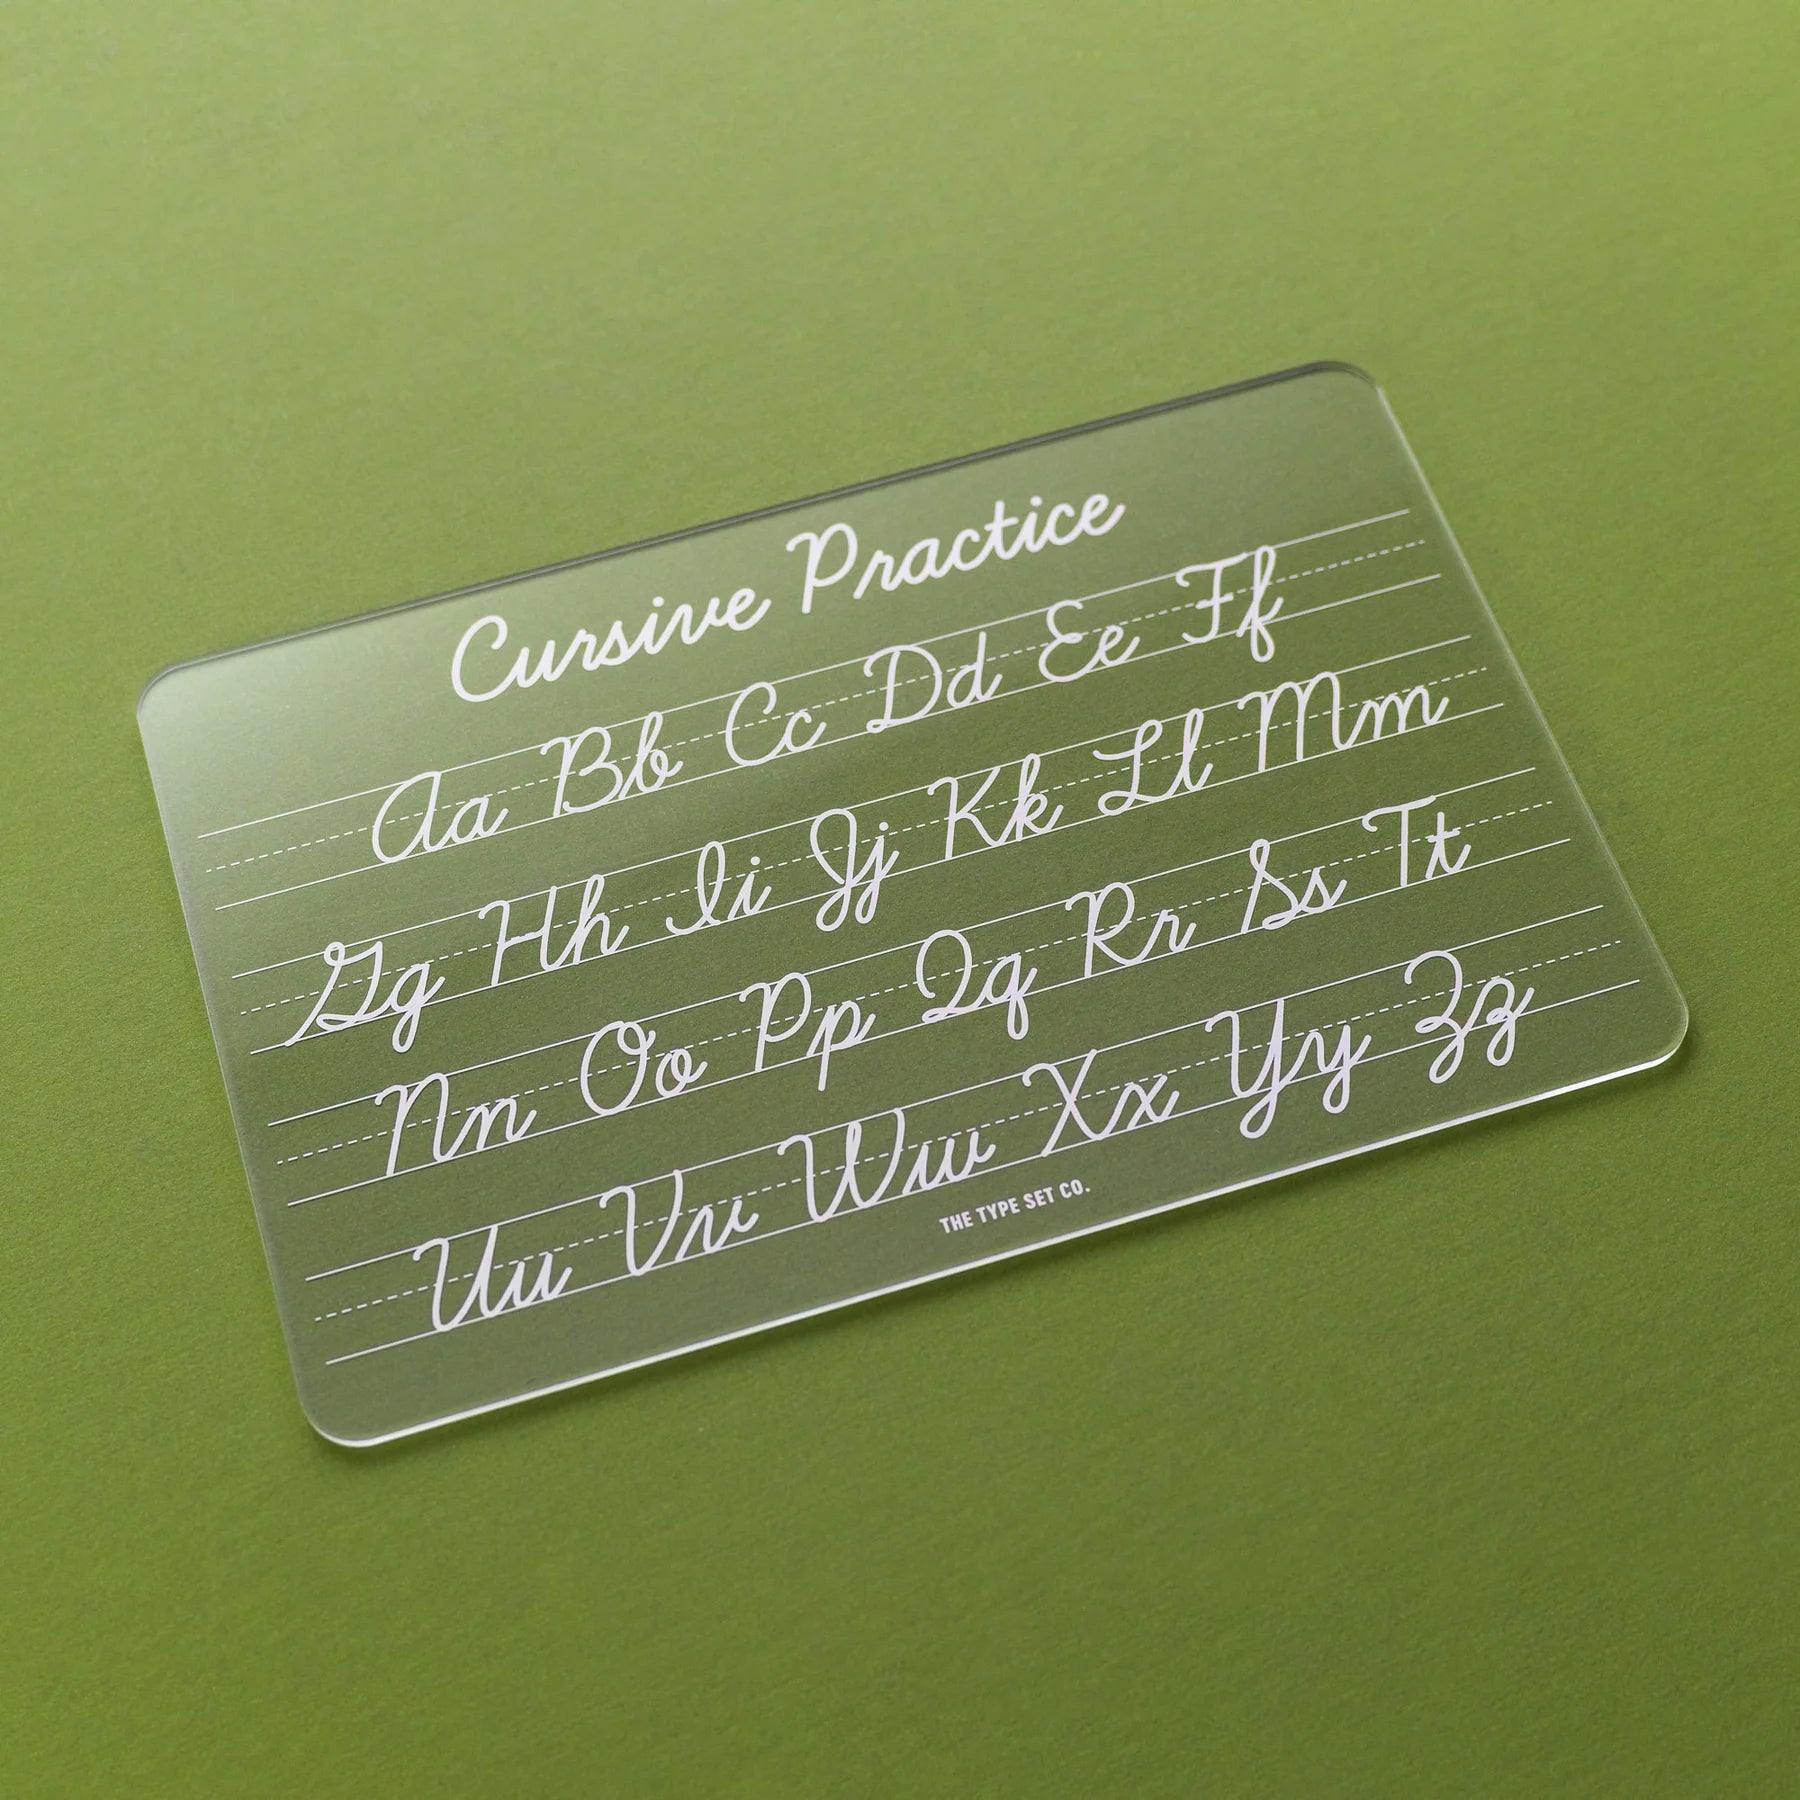 Cursive Practice
Aa Bb Cc Dd Ee Ff
Gg Hh Ii Jj Kk Ll Mm
Nn Oo Pp Qq Rr Ss Tt
Uu Vv Ww Xx Yy Zz
THE TYPE SET CO.